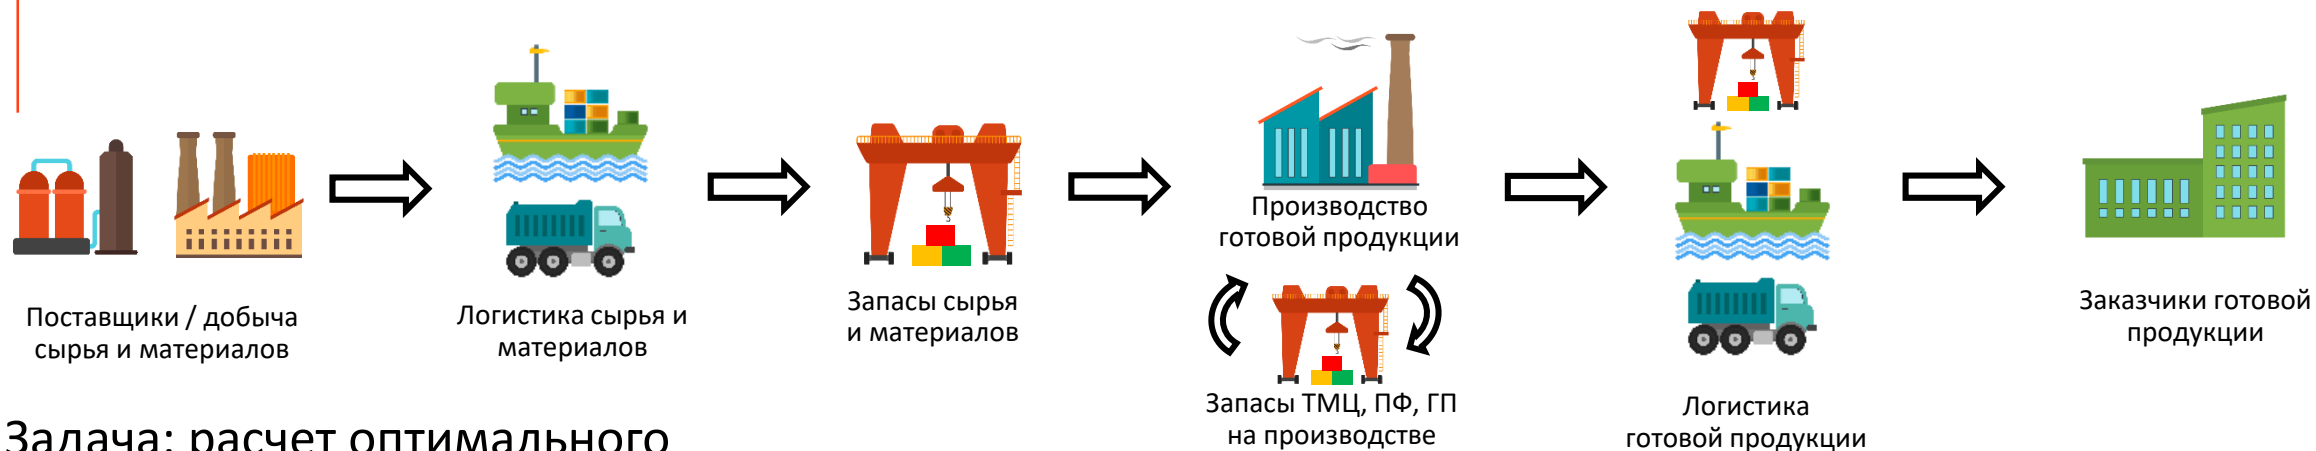 Поставщики / добыча
сырья и материалов
Логистика сырья и
материалов
Запасы сырья
и материалов
Производство
готовой продукции
Запасы ТМЦ, ПФ, ГП
на производстве
Логистика
готовой продукции
Заказчики готовой
продукции
Задача: расчет оптимального